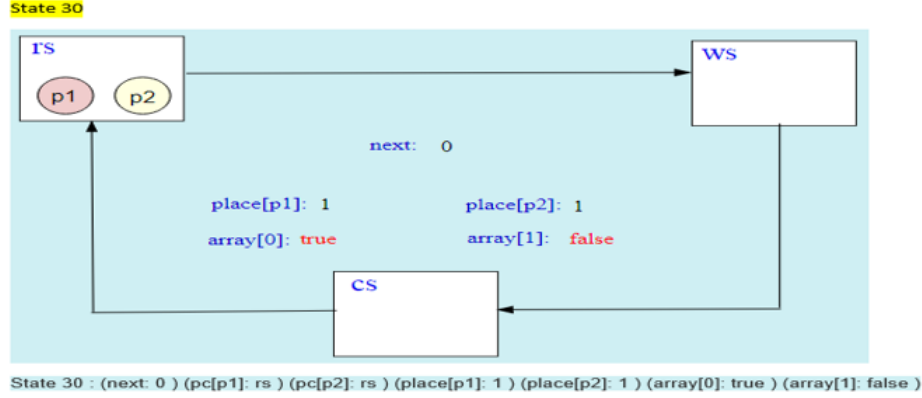 State 30
rs
ws
p1 p2
next: 0
place[p1]: 1 place[p2]: 1
array[0]: true array[1]: false
cs
State 30 : (next: 0 ) (pc[p1]: rs ) (pc[p2]: rs ) (place[p1]: 1 ) (place[p2]: 1 ) (array[0]: true ) (array[1]: false )